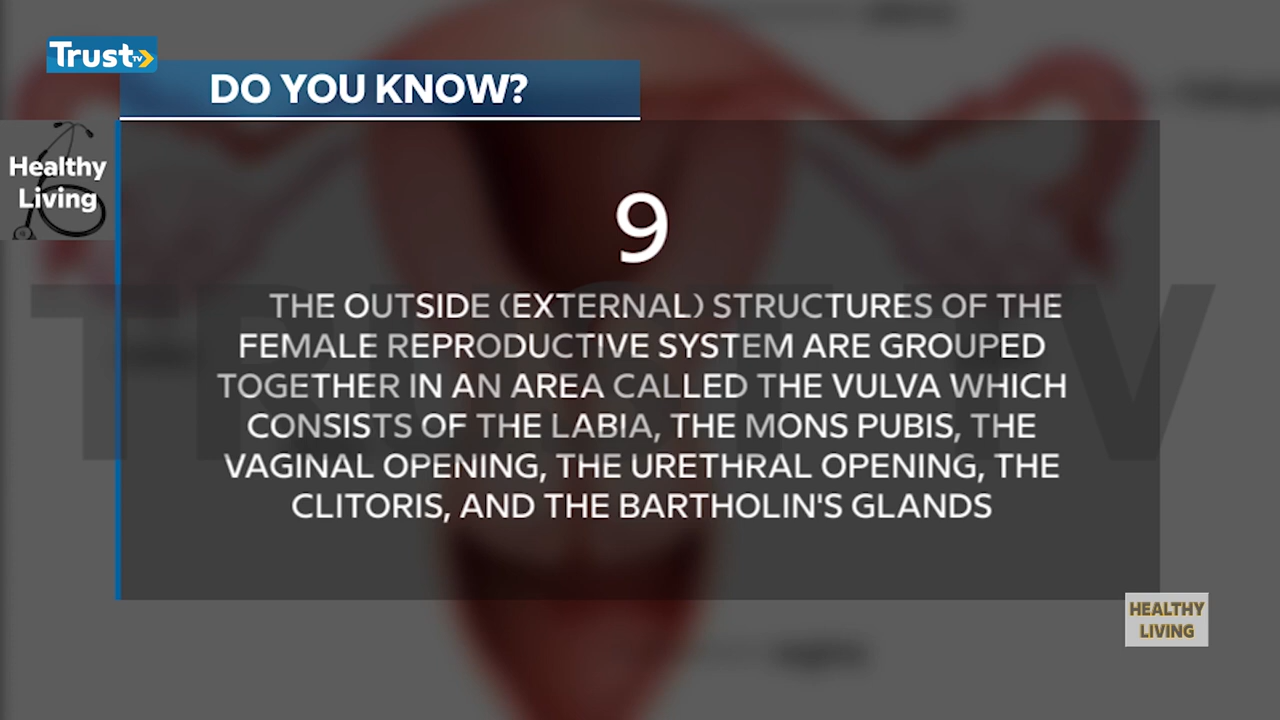 Trust TV
DO YOU KNOW?
Healthy
Living
9
THE OUTSIDE (EXTERNAL) STRUCTURES OF THE
FEMALE REPRODUCTIVE SYSTEM ARE GROUPED
TOGETHER IN AN AREA CALLED THE VULVA WHICH
CONSISTS OF THE LABIA, THE MONS PUBIS, THE
VAGINAL OPENING, THE URETHRAL OPENING, THE
CLITORIS, AND THE BARTHOLIN'S GLANDS
HEALTHY
LIVING